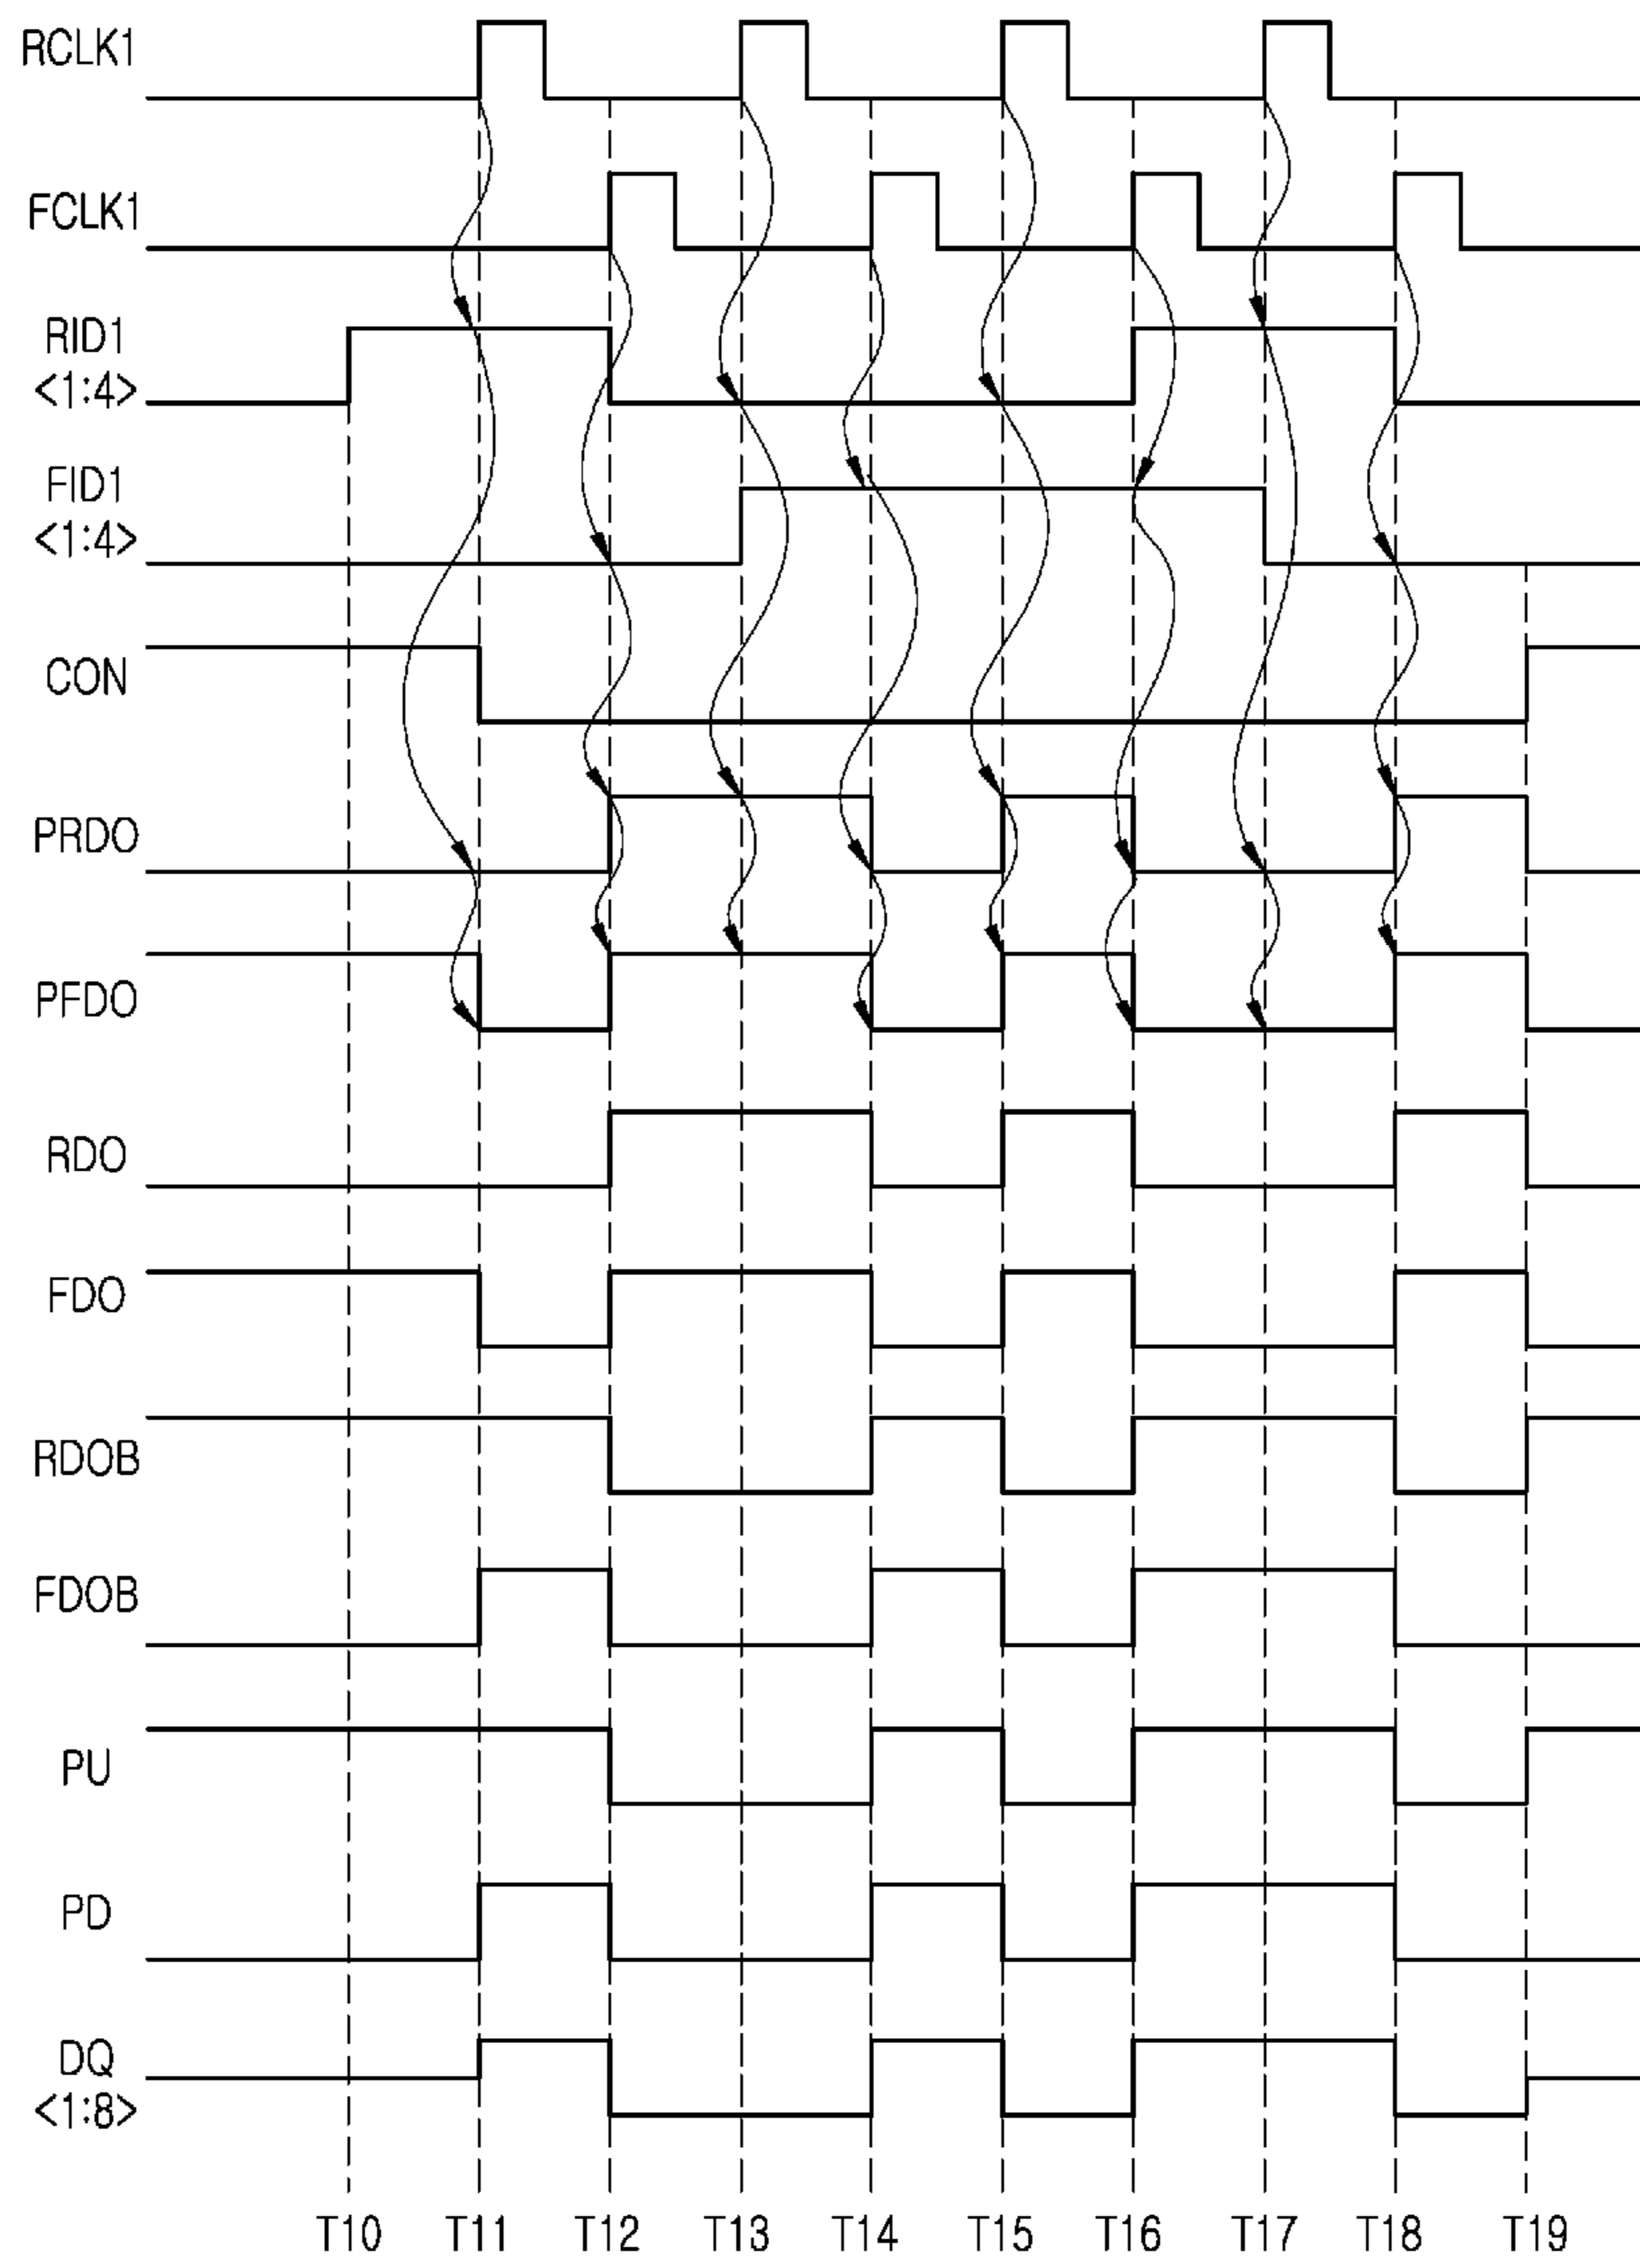 RCLK1
FCLK1
RID1
<1:4>
FID1
<1:4>
CON
PRDO
PFDO
RDO
FDO
RDOB
FDOB
PU
PD
DQ
<1:8>
T10 T11 T12 T13 T14 T15 T16 T17 T18 T19